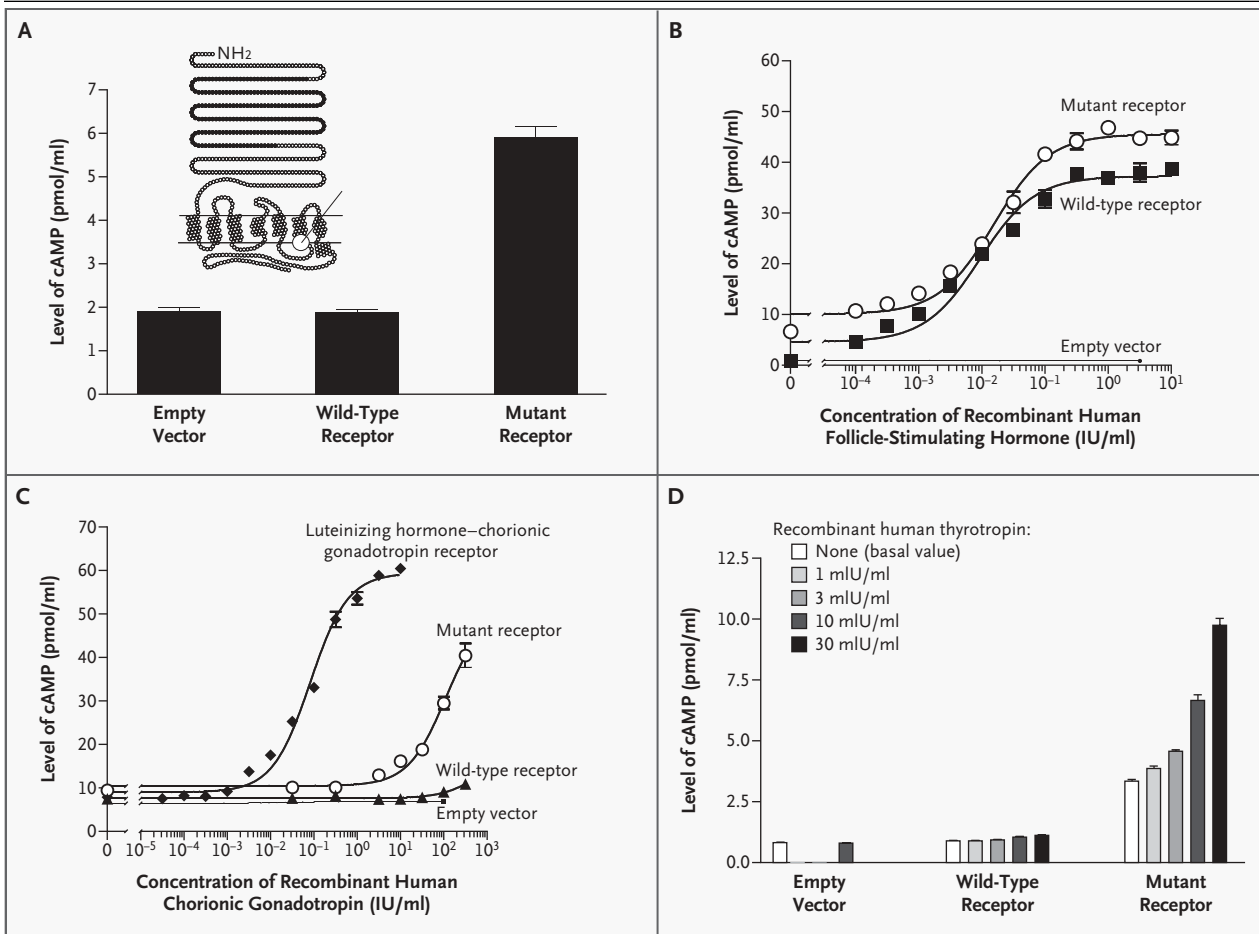 A
NH2
7
6
5
4
3
2
1
0
Level of cAMP (pmol/ml)
Empty
Vector
Wild-Type
Receptor
Mutant
Receptor
B
60
50
40
30
20
10
0
Level of cAMP (pmol/ml)
Mutant receptor
Wild-type receptor
Empty vector
0 10⁻⁴ 10⁻³ 10⁻² 10⁻¹ 10⁰ 10¹
Concentration of Recombinant Human
Follicle-Stimulating Hormone (IU/ml)
C
70
60
50
40
30
20
10
0
Level of cAMP (pmol/ml)
Luteinizing hormone–chorionic
gonadotropin receptor
Mutant receptor
Wild-type receptor
Empty vector
0 10⁻⁵ 10⁻⁴ 10⁻³ 10⁻² 10⁻¹ 10⁰ 10¹ 10² 10³
Concentration of Recombinant Human
Chorionic Gonadotropin (IU/ml)
D
Recombinant human thyrotropin:
None (basal value)
1 mIU/ml
3 mIU/ml
10 mIU/ml
30 mIU/ml
12.5
10.0
7.5
5.0
2.5
0.0
Level of cAMP (pmol/ml)
Empty
Vector
Wild-Type
Receptor
Mutant
Receptor